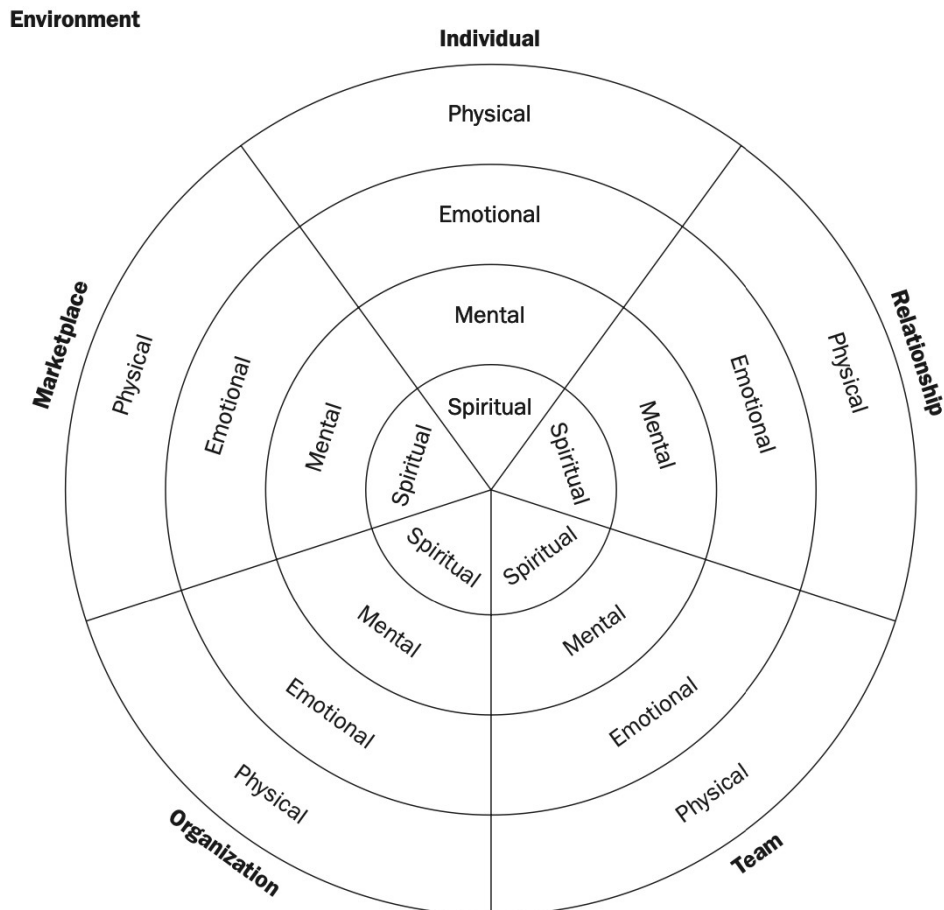 Environment
Individual
Physical
Emotional
Mental
Spiritual
Relationship
Physical
Emotional
Mental
Spiritual
Team
Physical
Emotional
Mental
Spiritual
Organization
Physical
Emotional
Mental
Spiritual
Marketplace
Physical
Emotional
Mental
Spiritual